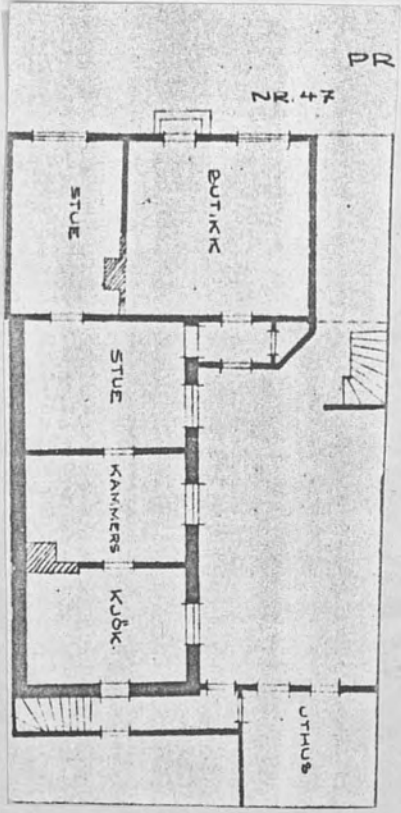 PR
NR. 47
BUTIKK
STUE
STUE
KAMMERS
KJÖK.
UTHUS